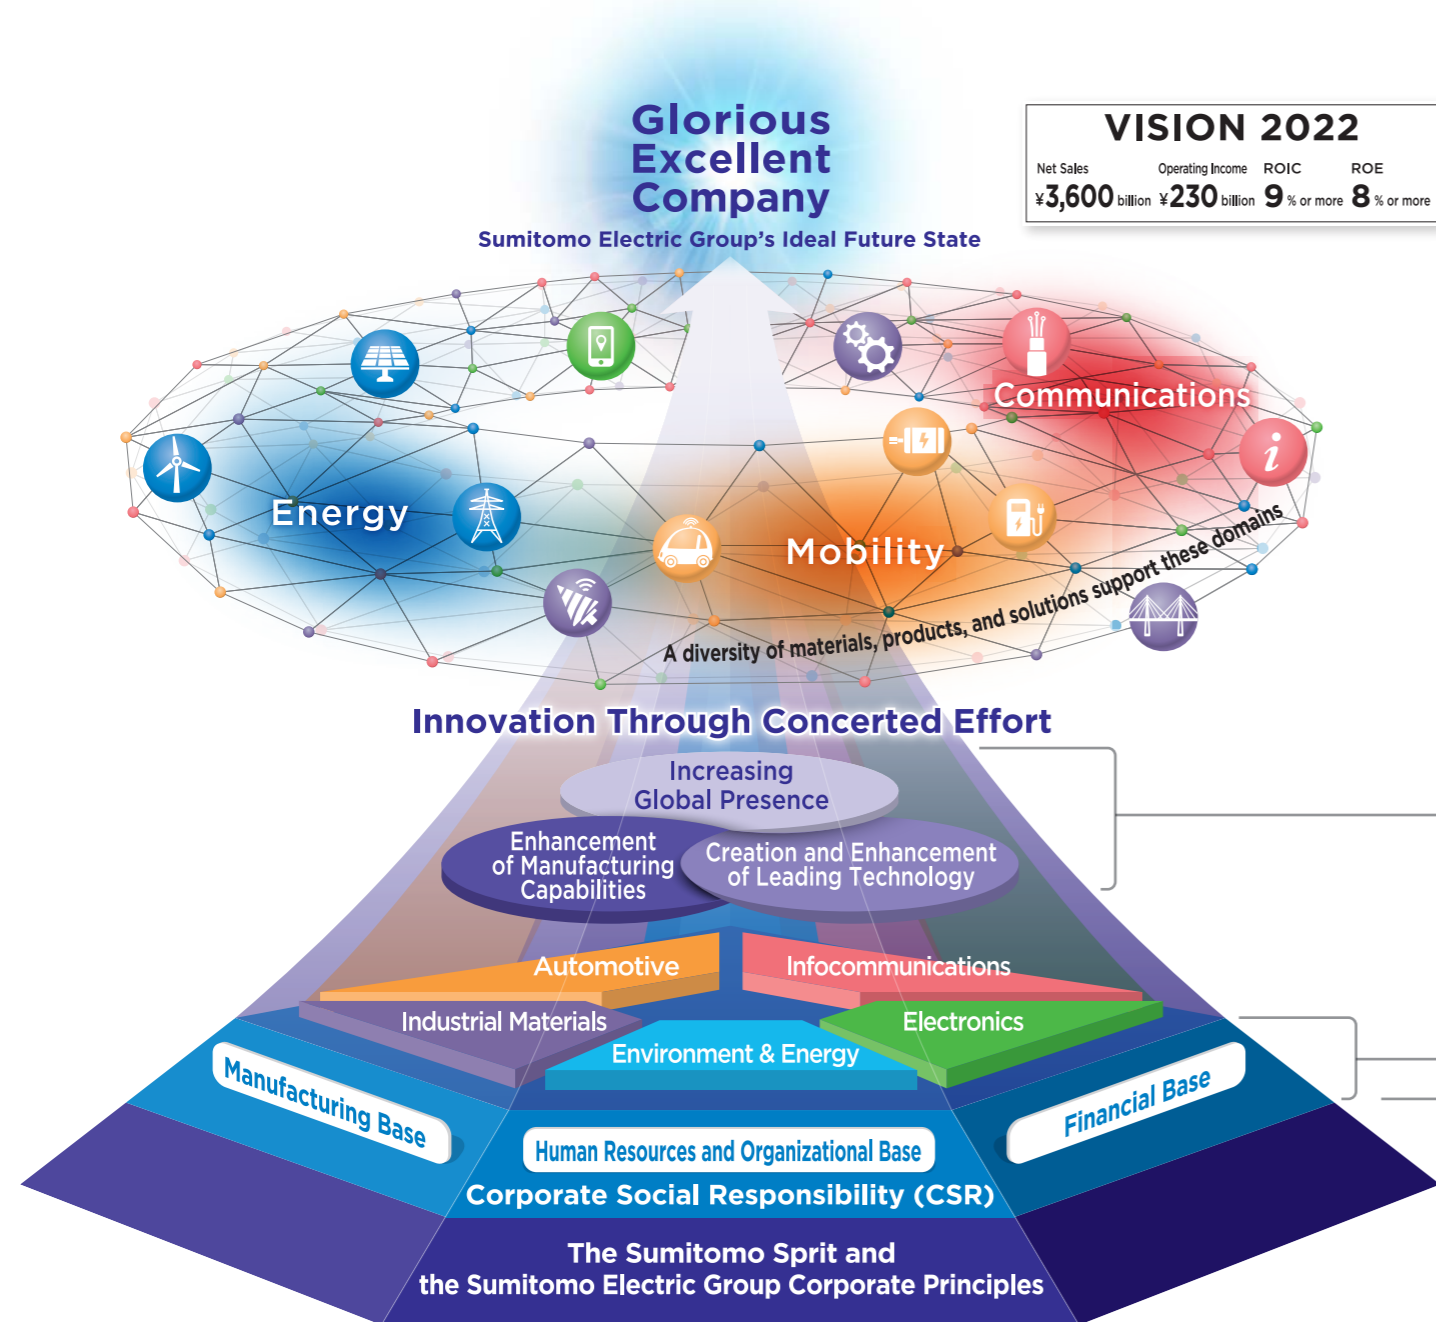 Glorious
Excellent
Company
Sumitomo Electric Group's Ideal Future State
VISION 2022
Net Sales
¥3,600 billion
Operating Income
¥230 billion
ROIC
9 % or more
ROE
8 % or more
Communications
Energy
Mobility
A diversity of materials, products, and solutions support these domains
Innovation Through Concerted Effort
Increasing
Global Presence
Enhancement
of Manufacturing
Capabilities
Creation and Enhancement
of Leading Technology
Automotive
Infocommunications
Industrial Materials
Electronics
Environment & Energy
Manufacturing Base
Financial Base
Human Resources and Organizational Base
Corporate Social Responsibility (CSR)
The Sumitomo Sprit and
the Sumitomo Electric Group Corporate Principles